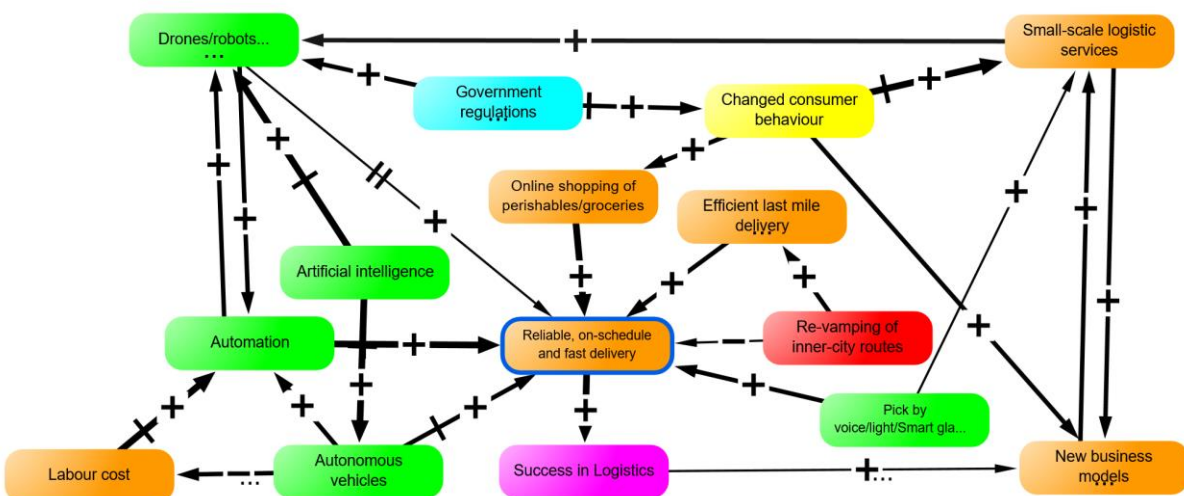 Drones/robots...
...
Small-scale logistic
services
Government
regulations
...
Changed consumer
behaviour
Online shopping of
perishables/groceries
Efficient last mile
delivery
...
Artificial intelligence
Automation
Reliable, on-schedule
and fast delivery
Re-vamping of
inner-city routes
Pick by
voice/light/Smart gla...
Labour cost
...
Autonomous
vehicles
Success in Logistics
...
New business
models
...